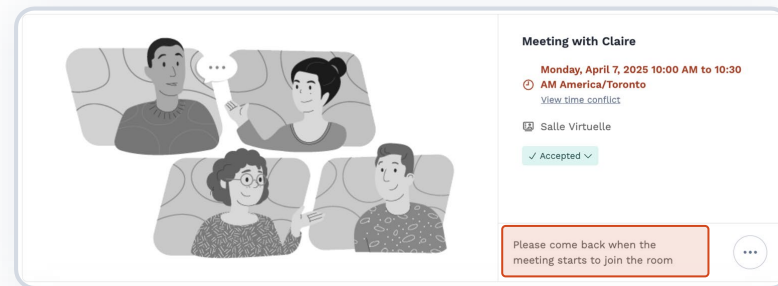 Meeting with Claire
Monday, April 7, 2025 10:00 AM to 10:30
AM America/Toronto
View time conflict
Salle Virtuelle
✓ Accepted
Please come back when the
meeting starts to join the room